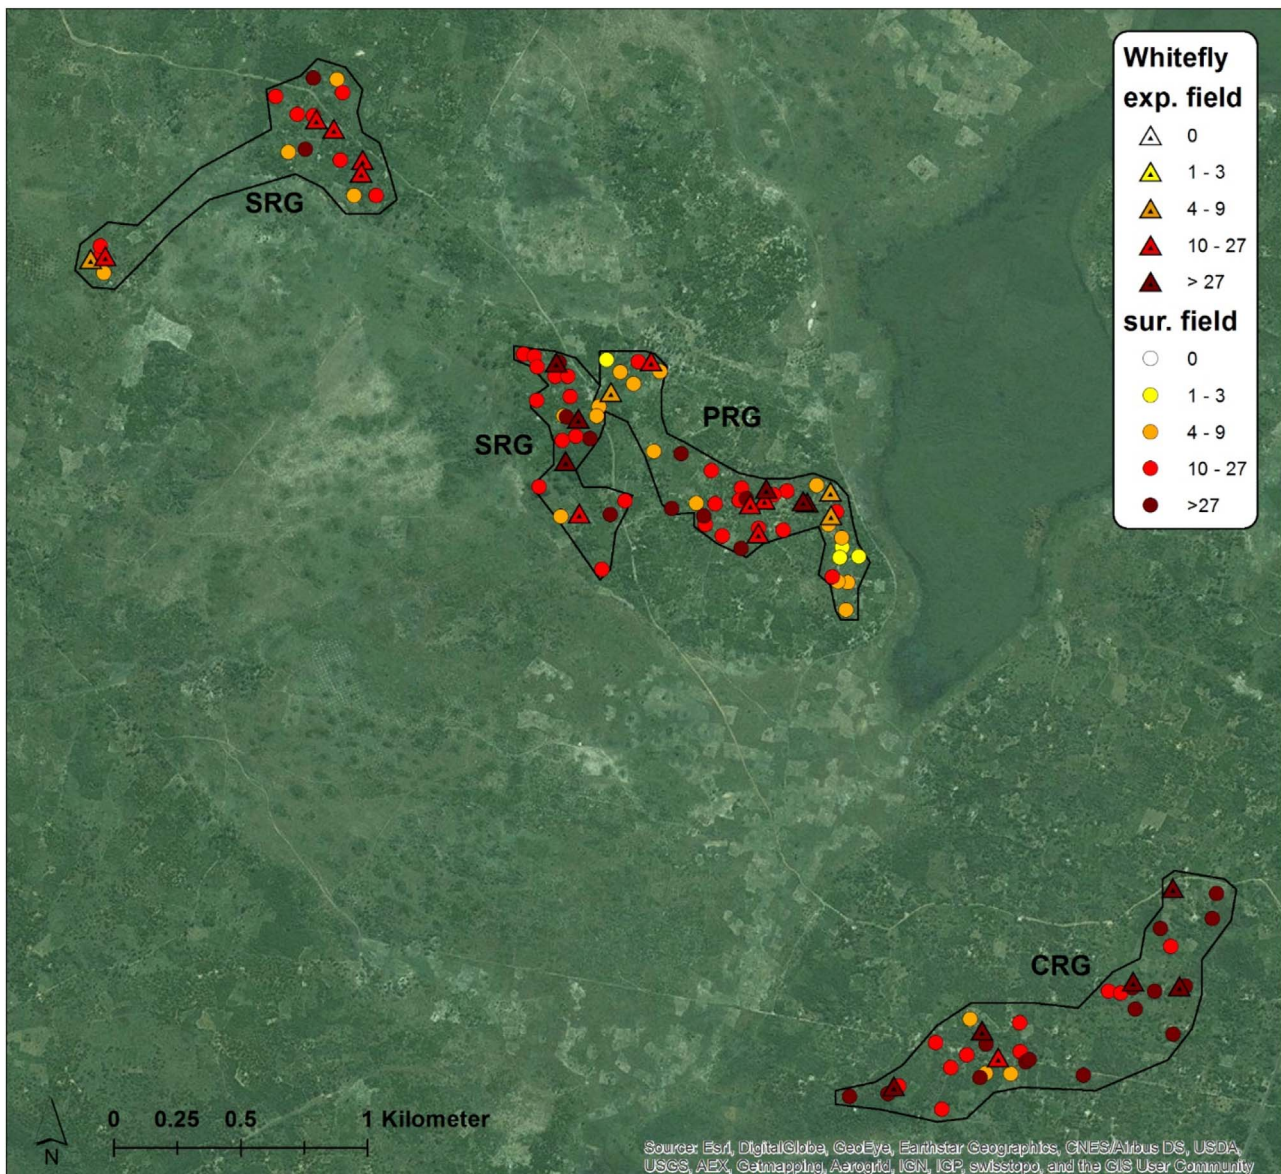 Whitefly
exp. field
0
1 - 3
4 - 9
10 - 27
> 27
sur. field
0
1 - 3
4 - 9
10 - 27
>27
SRG
SRG
PRG
CRG
0 0.25 0.5 1 Kilometer
N
Source: Esri, DigitalGlobe, GeoEye, Earthstar Geographics, CNES/Airbus DS, USDA,
USGS, AEX, Getmapping, Aerogrid, IGN, IGP, swisstopo, and the GIS User Community